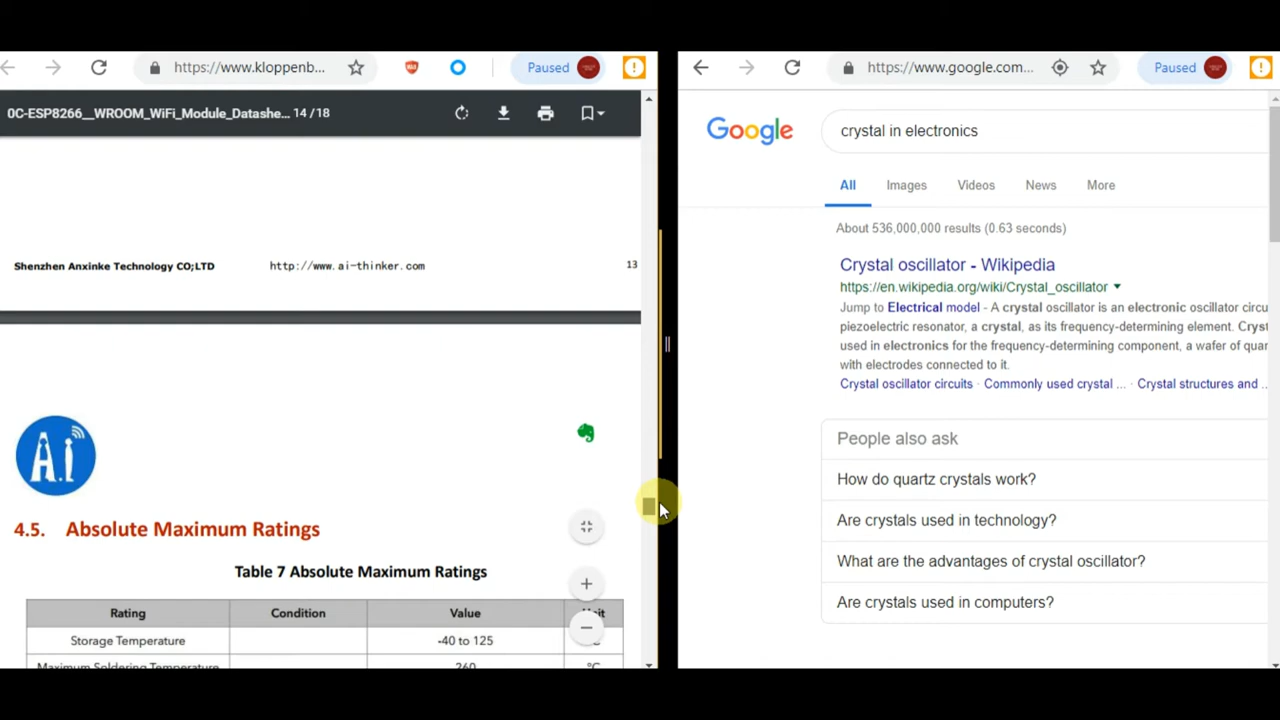 https://www.kloppenb...
Paused
0C-ESP8266__WROOM_WiFi_Module_Datashe... 14 / 18
Shenzhen Anxinke Technology CO;LTD http://www.ai-thinker.com 13
A.i
4.5. Absolute Maximum Ratings
Table 7 Absolute Maximum Ratings
Rating Condition Value
Storage Temperature -40 to 125
Maximum Soldering Temperature 260 °C
https://www.google.com...
Paused
Google
crystal in electronics
All Images Videos News More
About 536,000,000 results (0.63 seconds)
Crystal oscillator - Wikipedia
https://en.wikipedia.org/wiki/Crystal_oscillator
Jump to Electrical model - A crystal oscillator is an electronic oscillator circu
piezoelectric resonator, a crystal, as its frequency-determining element. Cryst
used in electronics for the frequency-determining component, a wafer of quar
with electrodes connected to it.
Crystal oscillator circuits · Commonly used crystal ... · Crystal structures and ...
People also ask
How do quartz crystals work?
Are crystals used in technology?
What are the advantages of crystal oscillator?
Are crystals used in computers?